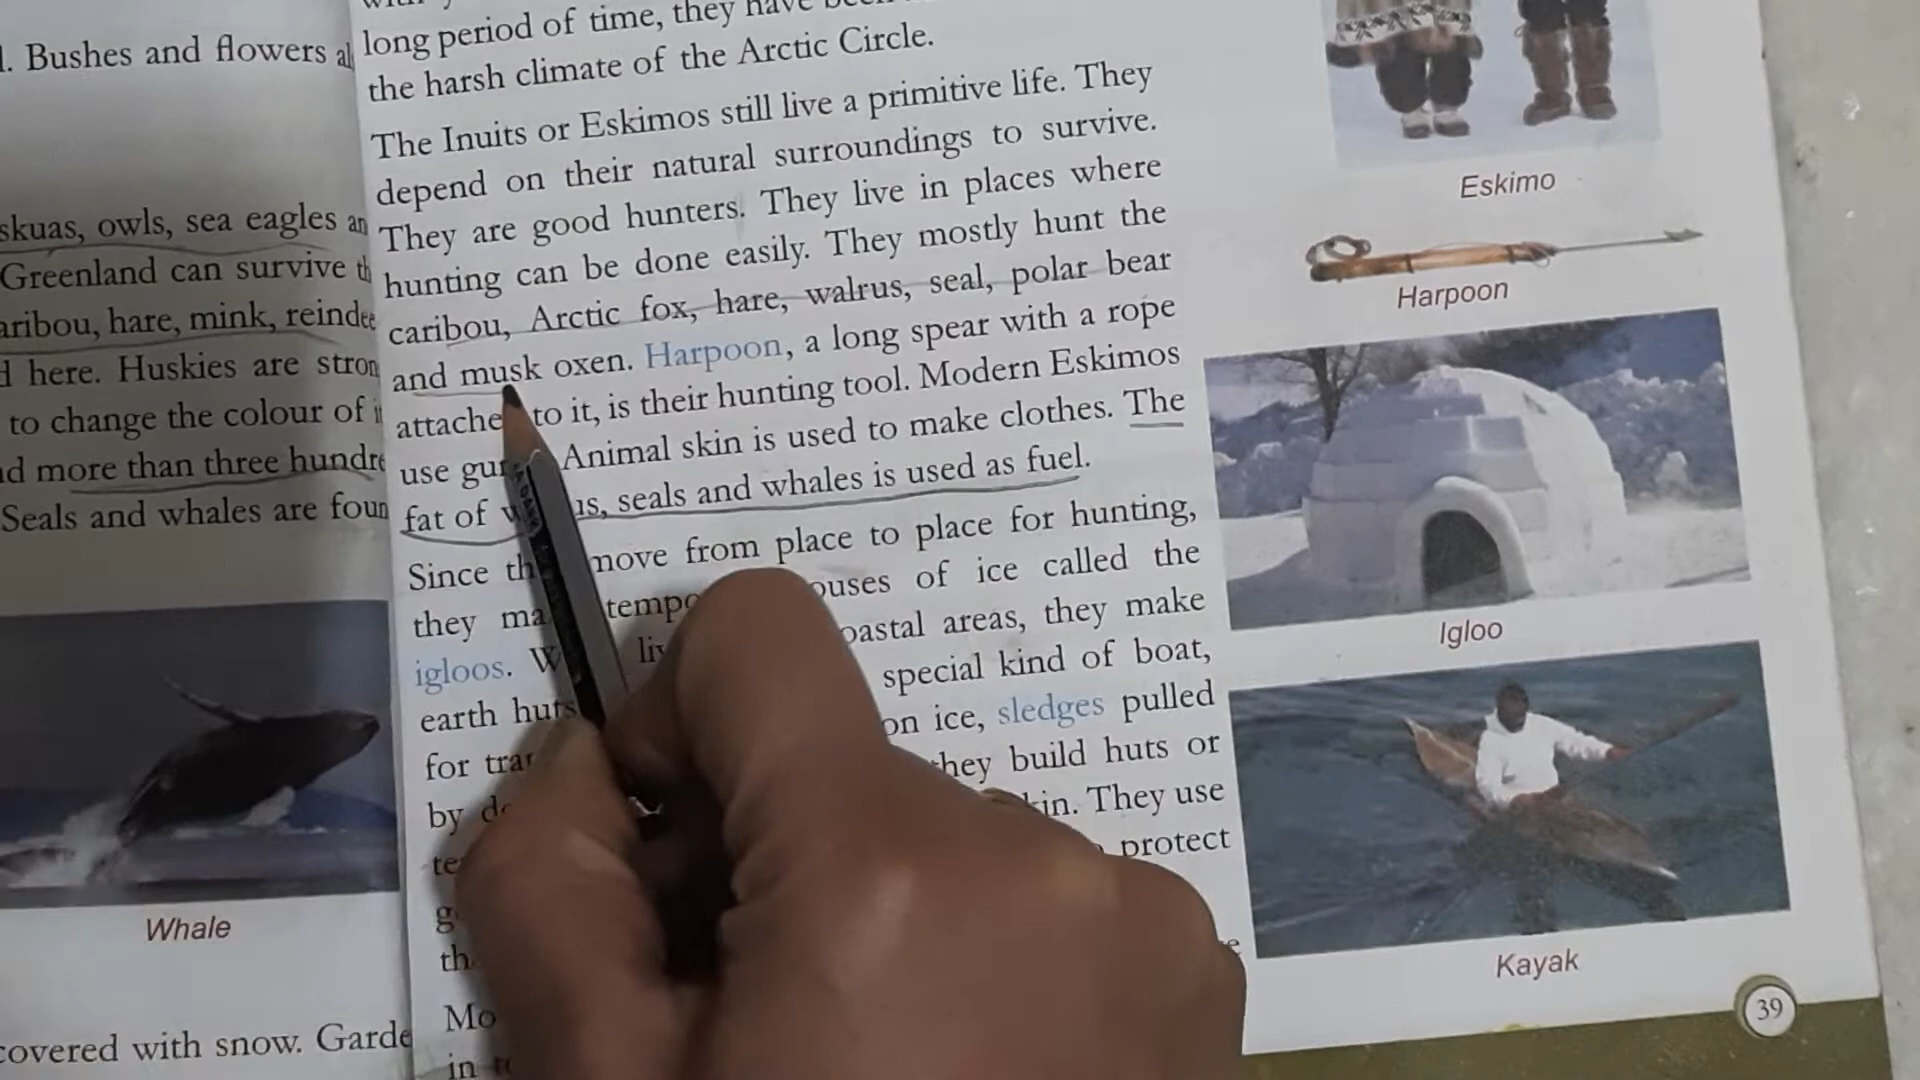 . Bushes and flowers
skuas, owls, sea eagles
Greenland can survive
aribou, hare, mink, reindee
d here. Huskies are stron
to change the colour of
d more than three hundre
Seals and whales are foun
Whale
covered with snow. Garde
long period of time, they have
the harsh climate of the Arctic Circle.
The Inuits or Eskimos still live a primitive life. They
depend on their natural surroundings to survive.
They are good hunters. They live in places where
hunting can be done easily. They mostly hunt the
caribou, Arctic fox, hare, walrus, seal, polar bear
and musk oxen. Harpoon, a long spear with a rope
attache to it, is their hunting tool. Modern Eskimos
use gu Animal skin is used to make clothes. The
fat of us, seals and whales is used as fuel.
Since th move from place to place for hunting,
they ma tempo ouses of ice called the
igloos. W liv oastal areas, they make
earth huts special kind of boat,
for tra on ice, sledges pulled
by d hey build huts or
te kin. They use
g protect
th
Mo
in
Eskimo
Harpoon
Igloo
Kayak
39